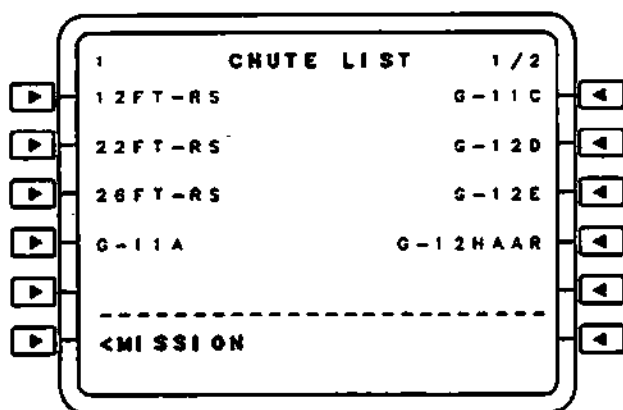 1 CHUTE LIST 1/2
12FT-RS G-11C
22FT-RS G-12D
26FT-RS G-12E
G-11A G-12HAAR
<MISSION